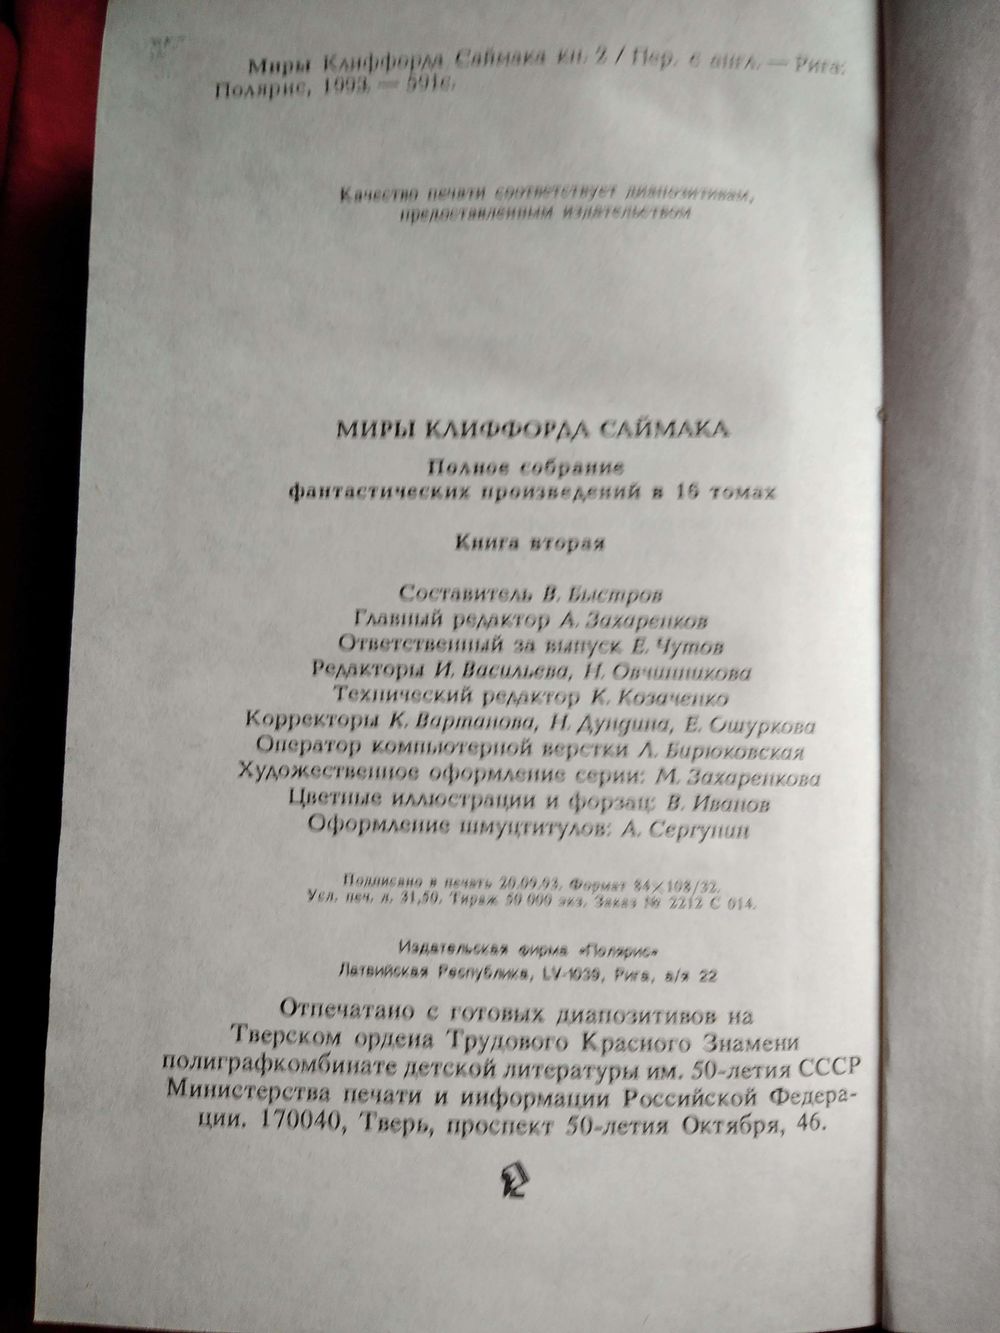 Миры Клиффорда Саймака кн. 2 / Пер. с англ. — Рига:
Полярис, 1993. — 591с.
Качество печати соответствует диапозитивам,
предоставленным издательством
МИРЫ КЛИФФОРДА САЙМАКА
Полное собрание
фантастических произведений в 16 томах
Книга вторая
Составитель В. Быстров
Главный редактор А. Захаренков
Ответственный за выпуск Е. Чутов
Редакторы И. Васильева, Н. Овчинникова
Технический редактор К. Козаченко
Корректоры К. Вартанова, Н. Дундина, Е. Ошуркова
Оператор компьютерной верстки Л. Бирюковская
Художественное оформление серии: М. Захаренкова
Цветные иллюстрации и форзац: В. Иванов
Оформление шмуцтитулов: А. Сергунин
Подписано в печать 20.09.93. Формат 84×108/32.
Усл. печ. л. 31,50. Тираж 50 000 экз. Заказ № 2212 С 014.
Издательская фирма «Полярис»
Латвийская Республика, LV-1039, Рига, а/я 22
Отпечатано с готовых диапозитивов на
Тверском ордена Трудового Красного Знамени
полиграфкомбинате детской литературы им. 50-летия СССР
Министерства печати и информации Российской Федера-
ции. 170040, Тверь, проспект 50-летия Октября, 46.